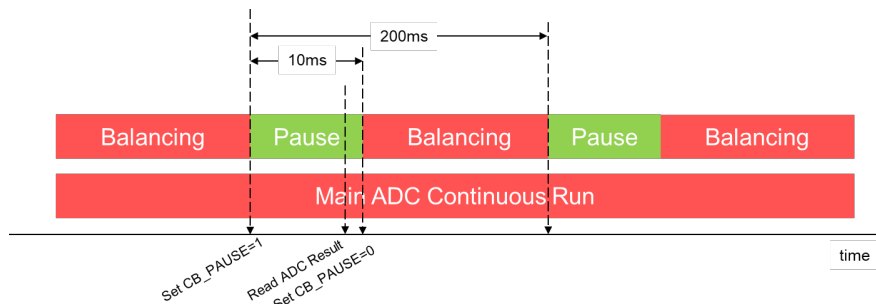 200ms
10ms
Balancing Pause Balancing Pause Balancing
Main ADC Continuous Run
time
Set CB_PAUSE=1
Read ADC Result
Set CB_PAUSE=0